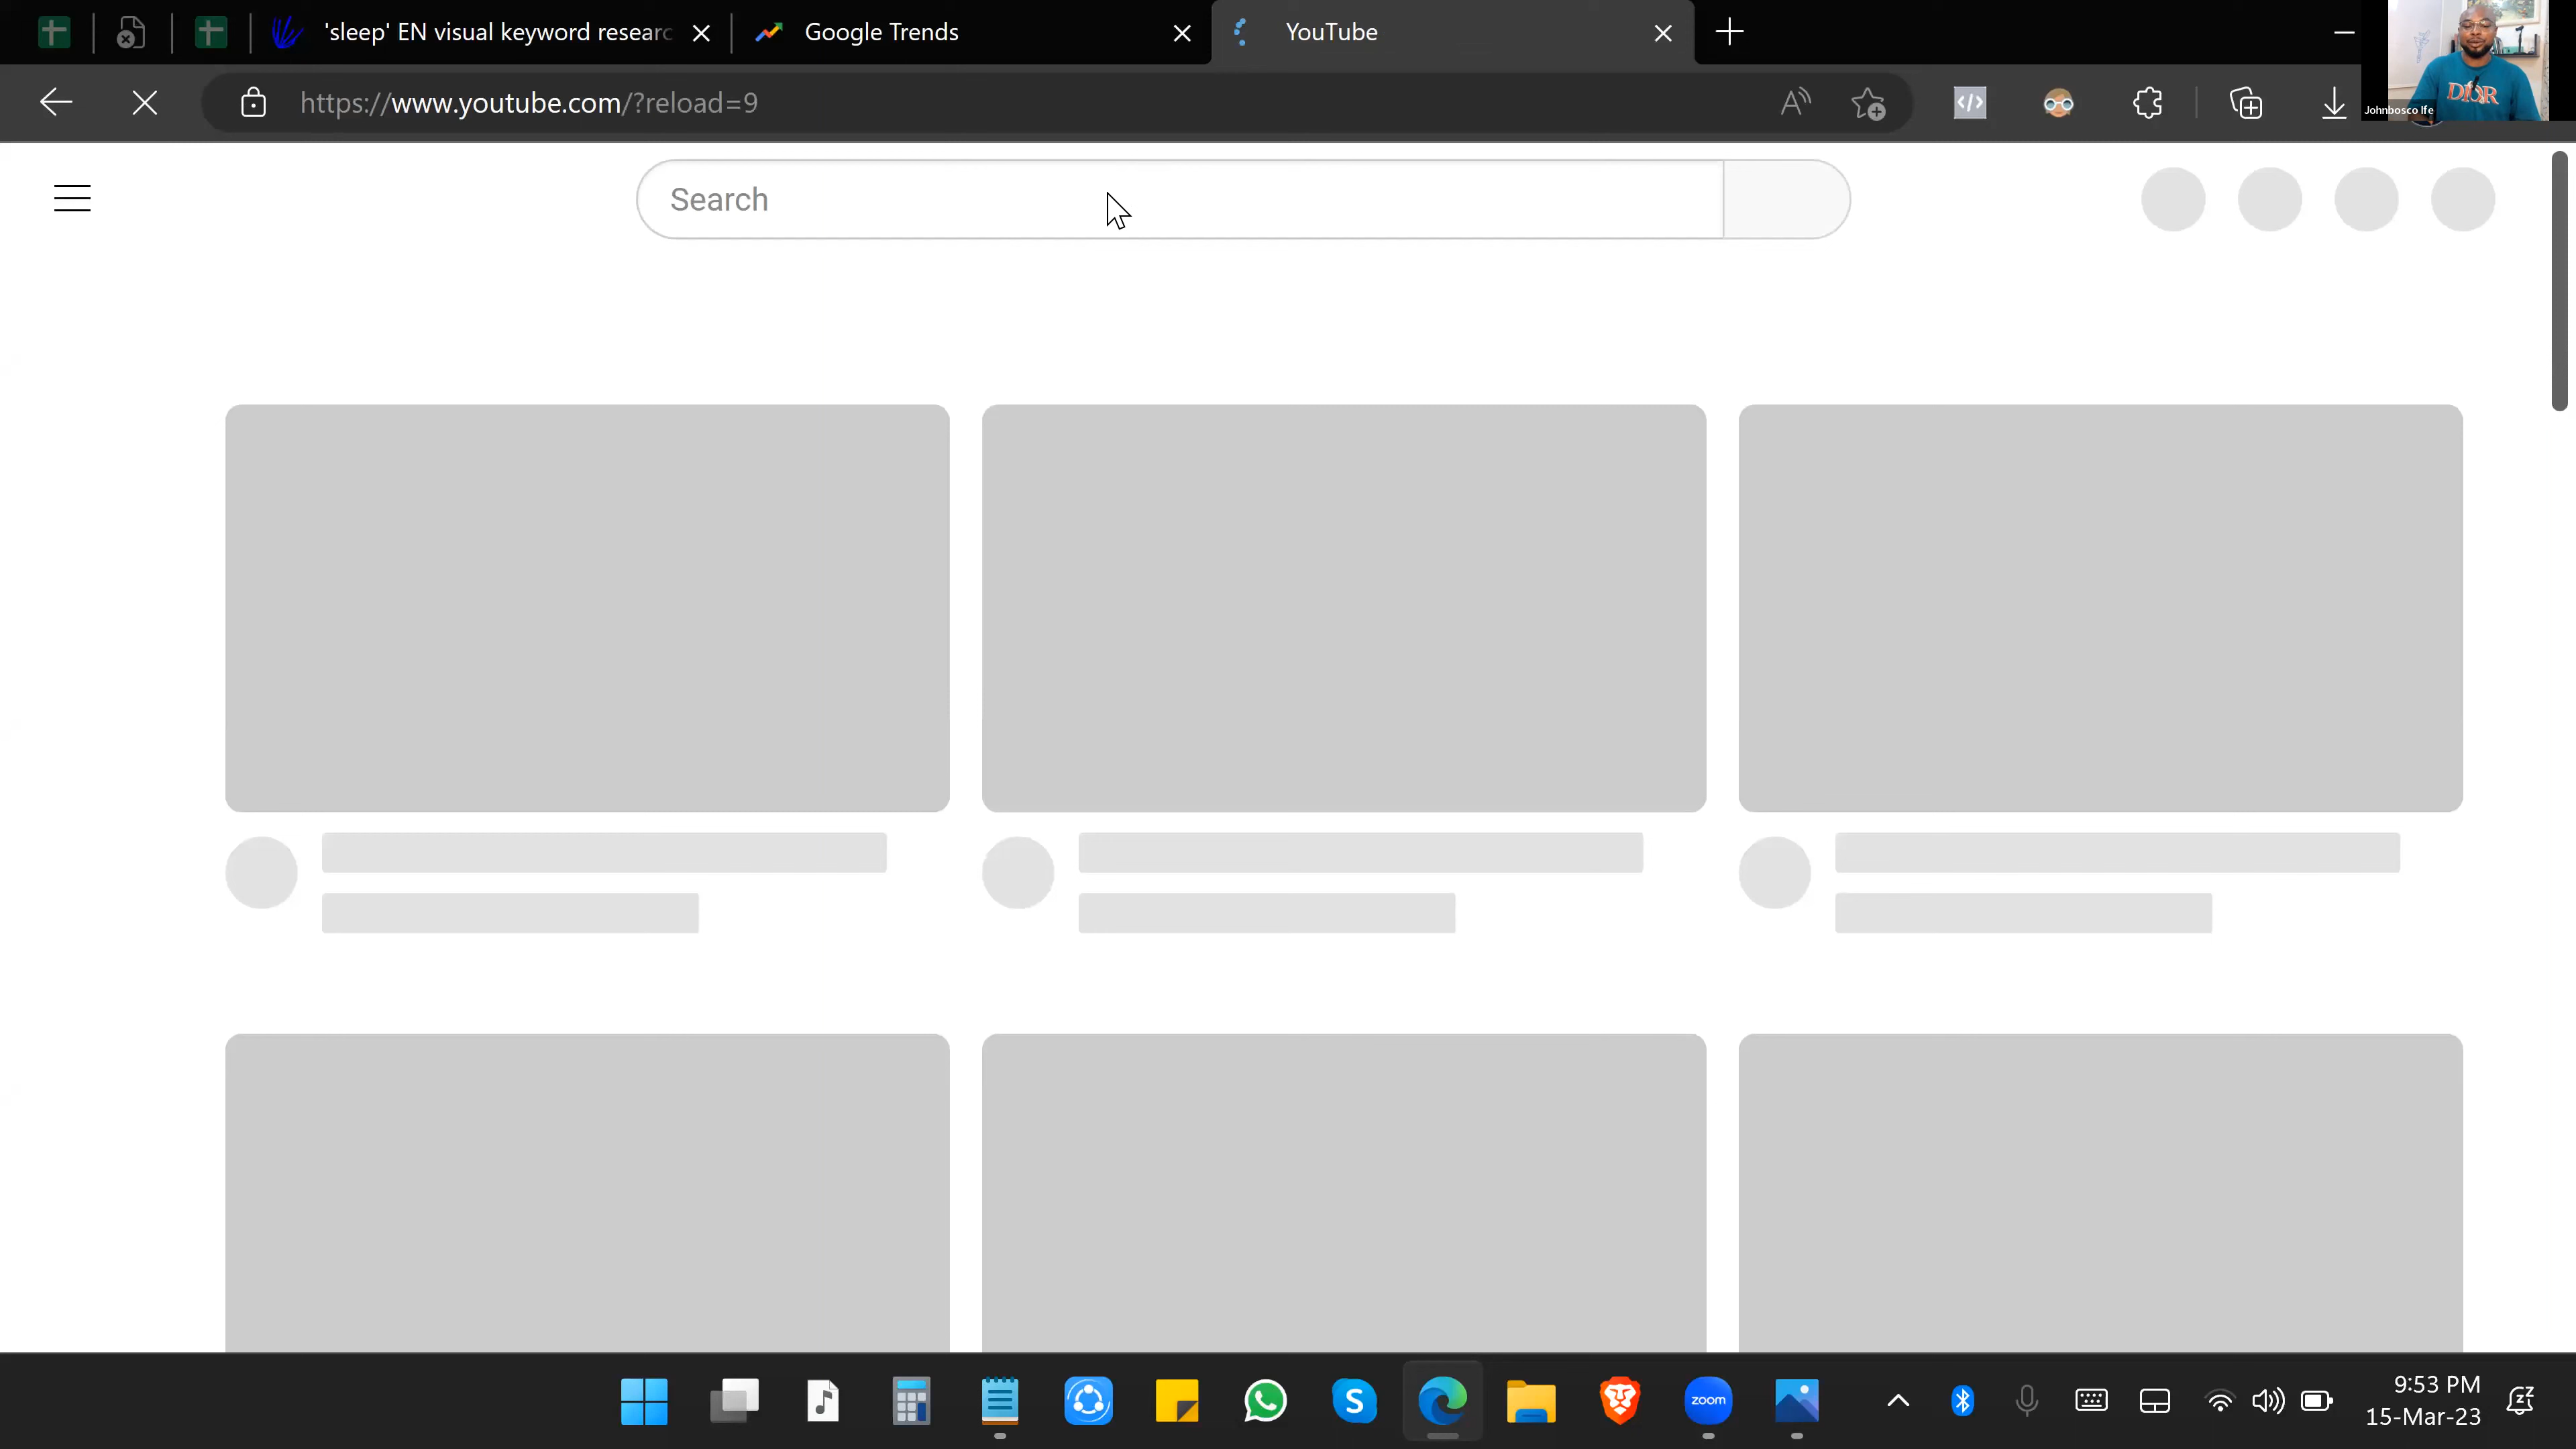 'sleep' EN visual keyword researc
Google Trends
YouTube
https://www.youtube.com/?reload=9
DIOR
Johnbosco Ife
Search
zoom
9:53 PM
15-Mar-23